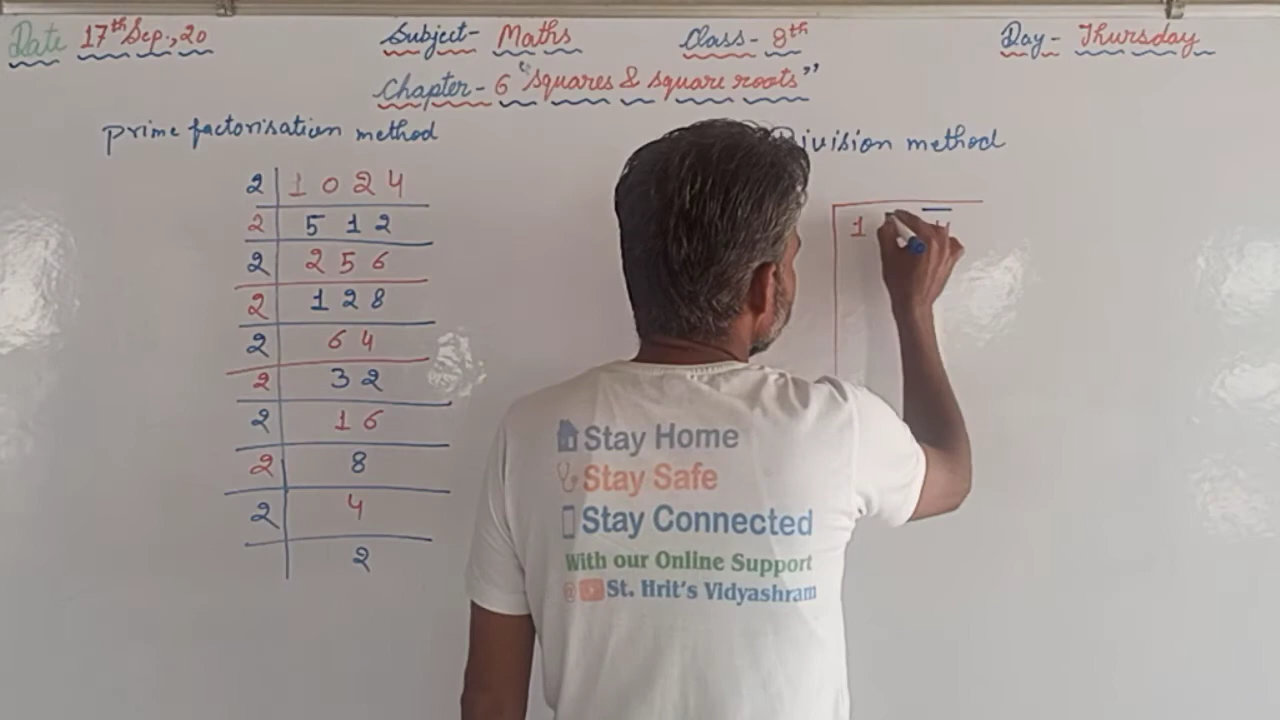 Date 17th Sep., 20 Subject- Maths Class- 8th Day- Thursday
Chapter- 6 "Squares & square roots"
prime factorisation method
2 1 0 2 4
2 5 1 2
2 2 5 6
2 1 2 8
2 6 4
2 3 2
2 1 6
2 8
2 4
2
Division method
1
Stay Home
Stay Safe
Stay Connected
With our Online Support
@ St. Hrit's Vidyashram